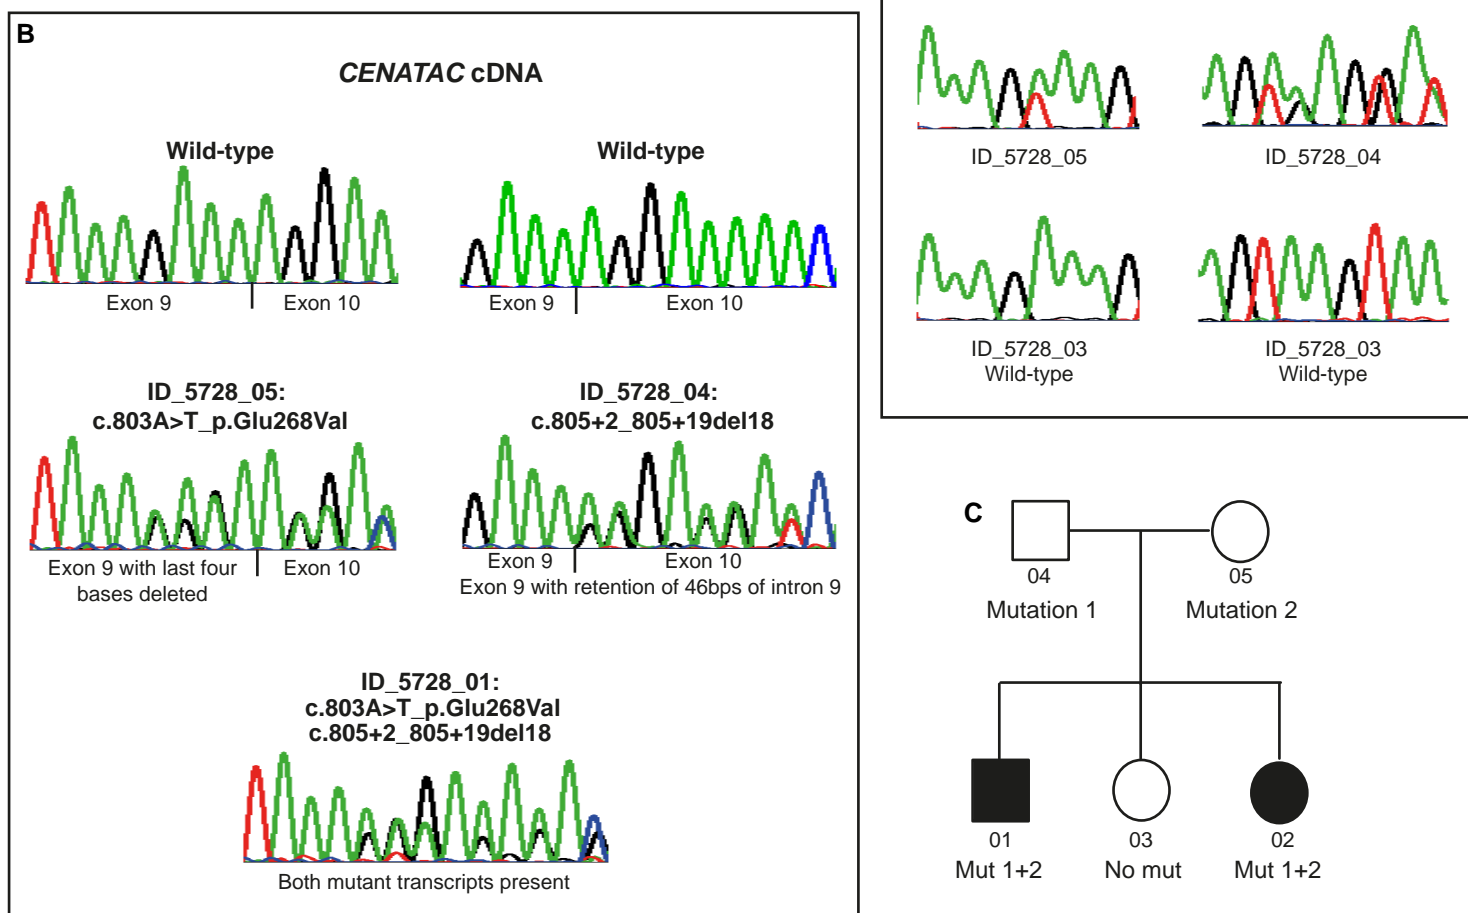 B
CENATAC cDNA
Wild-type
Wild-type
Exon 9
Exon 10
Exon 9
Exon 10
ID_5728_05:
c.803A>T_p.Glu268Val
ID_5728_04:
c.805+2_805+19del18
Exon 9 with last four
bases deleted
Exon 10
Exon 9
Exon 10
Exon 9 with retention of 46bps of intron 9
ID_5728_01:
c.803A>T_p.Glu268Val
c.805+2_805+19del18
Both mutant transcripts present
ID_5728_05
ID_5728_04
ID_5728_03
Wild-type
ID_5728_03
Wild-type
C
04
05
Mutation 1
Mutation 2
01
03
02
Mut 1+2
No mut
Mut 1+2